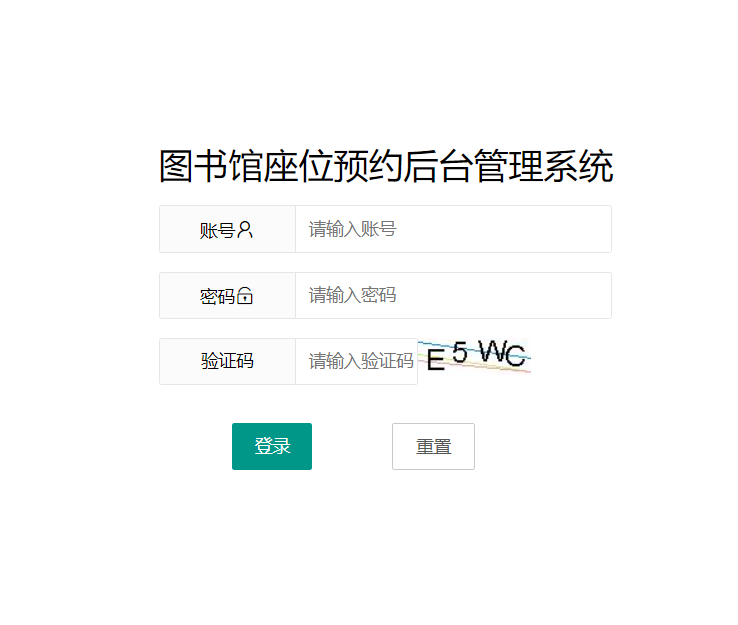 图书馆座位预约后台管理系统
账号 请输入账号
密码 请输入密码
验证码 请输入验证码 E5WC
登录 重置